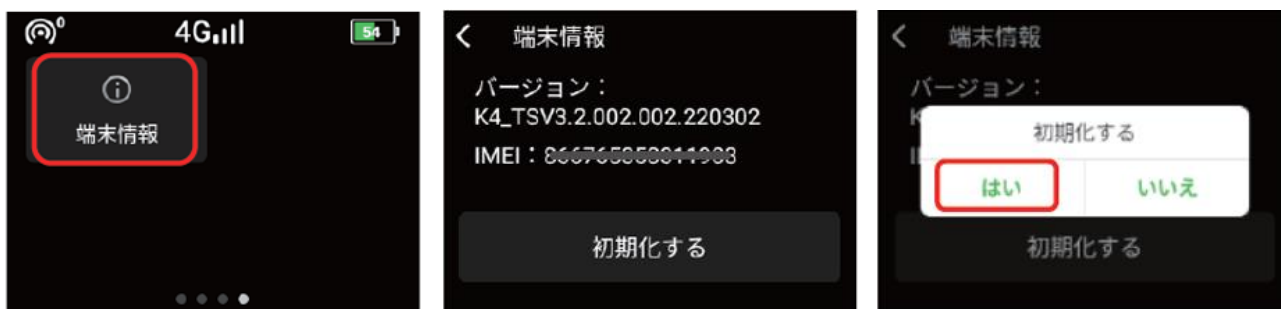 0 4G 54
端末情報
端末情報
バージョン：
K4_TSV3.2.002.002.220302
IMEI：
初期化する
端末情報
バージョン：
K
初期化する
I
はい いいえ
初期化する